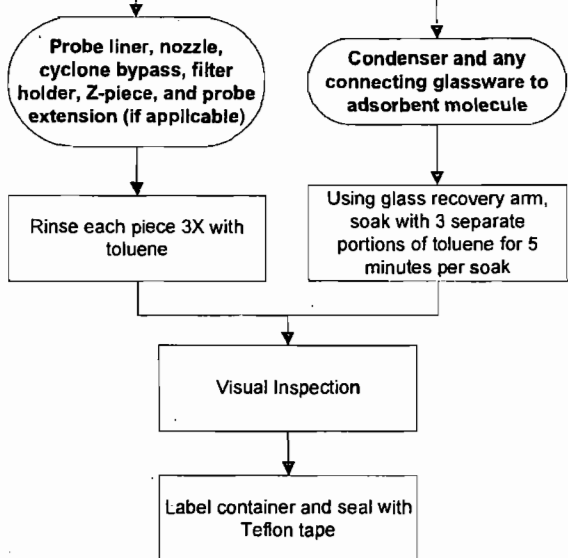 Probe liner, nozzle,
cyclone bypass, filter
holder, Z-piece, and probe
extension (if applicable)
Condenser and any
connecting glassware to
adsorbent molecule
Rinse each piece 3X with
toluene
Using glass recovery arm,
soak with 3 separate
portions of toluene for 5
minutes per soak
Visual Inspection
Label container and seal with
Teflon tape